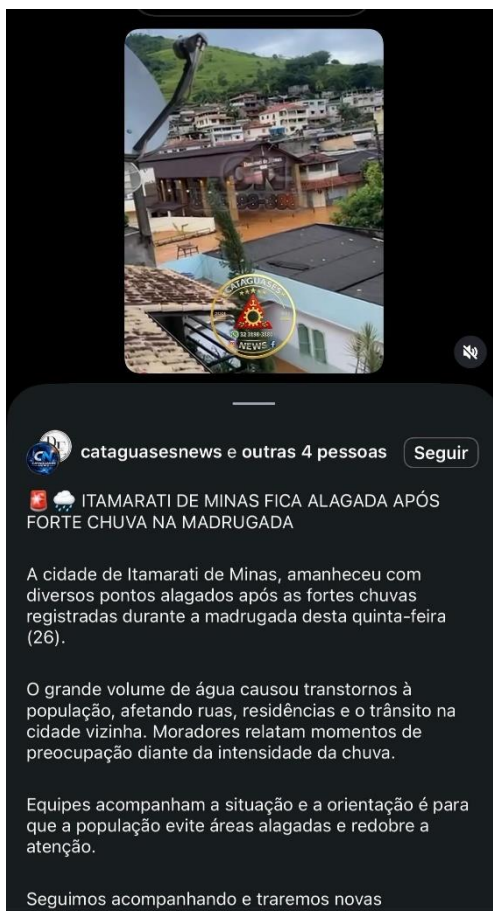 CN
CATAGUASES
NEWS
cataguasesnews e outras 4 pessoas
Seguir
🚨 🌧️ ITAMARATI DE MINAS FICA ALAGADA APÓS
FORTE CHUVA NA MADRUGADA
A cidade de Itamarati de Minas, amanheceu com
diversos pontos alagados após as fortes chuvas
registradas durante a madrugada desta quinta-feira
(26).
O grande volume de água causou transtornos à
população, afetando ruas, residências e o trânsito na
cidade vizinha. Moradores relatam momentos de
preocupação diante da intensidade da chuva.
Equipes acompanham a situação e a orientação é para
que a população evite áreas alagadas e redobre a
atenção.
Seguimos acompanhando e traremos novas